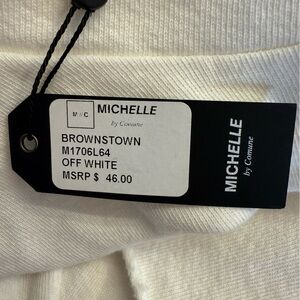 M // C MICHELLE
by Comune
BROWNSTOWN
M1706L64
OFF WHITE
MSRP $ 46.00
MICHELLE
by Comune